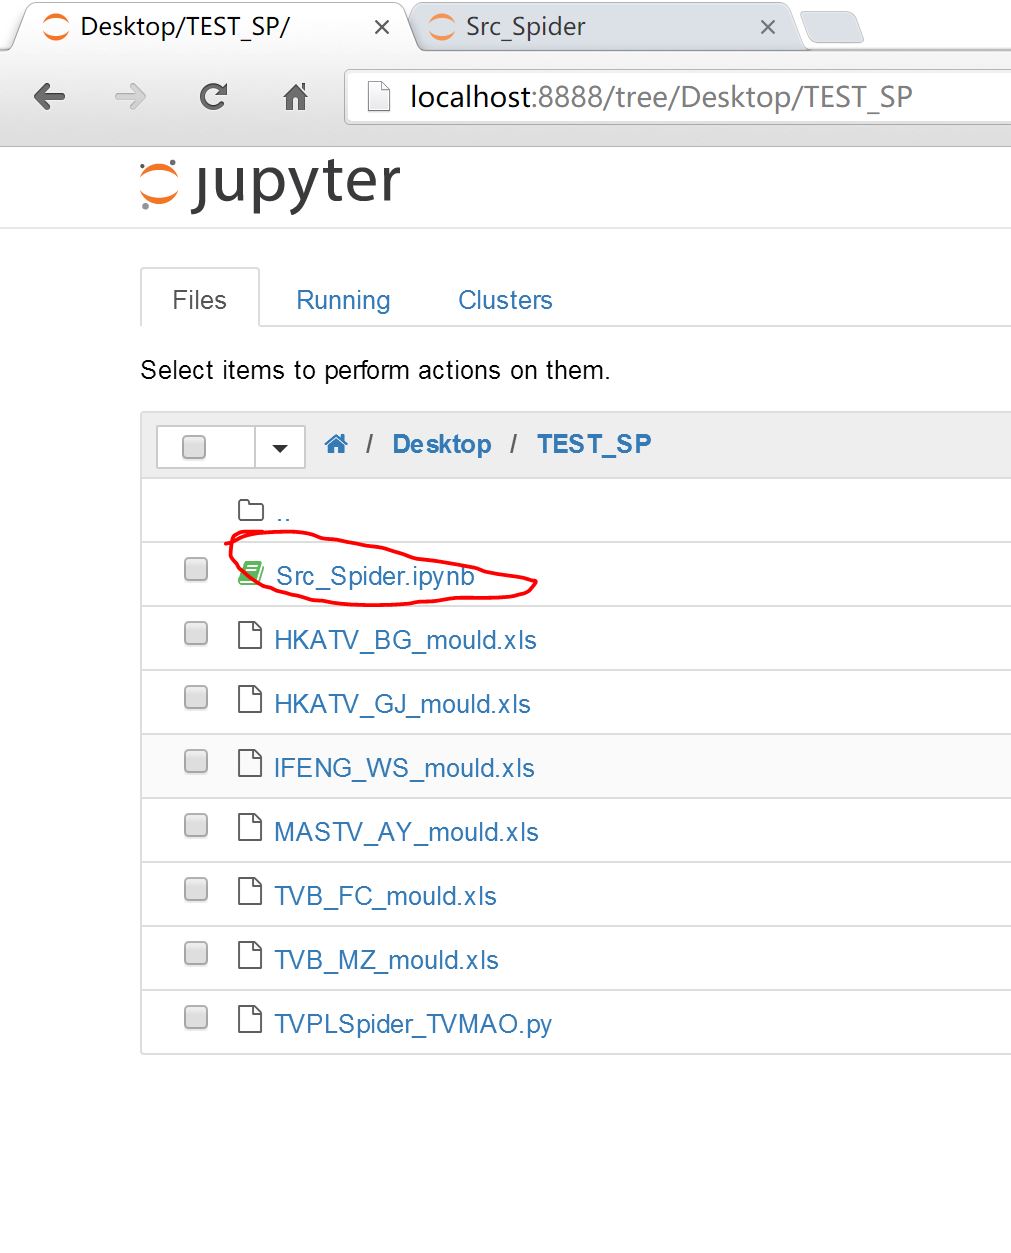 Desktop/TEST_SP/
Src_Spider
localhost:8888/tree/Desktop/TEST_SP
jupyter
Files Running Clusters
Select items to perform actions on them.
/ Desktop / TEST_SP
..
Src_Spider.ipynb
HKATV_BG_mould.xls
HKATV_GJ_mould.xls
IFENG_WS_mould.xls
MASTV_AY_mould.xls
TVB_FC_mould.xls
TVB_MZ_mould.xls
TVPLSpider_TVMAO.py